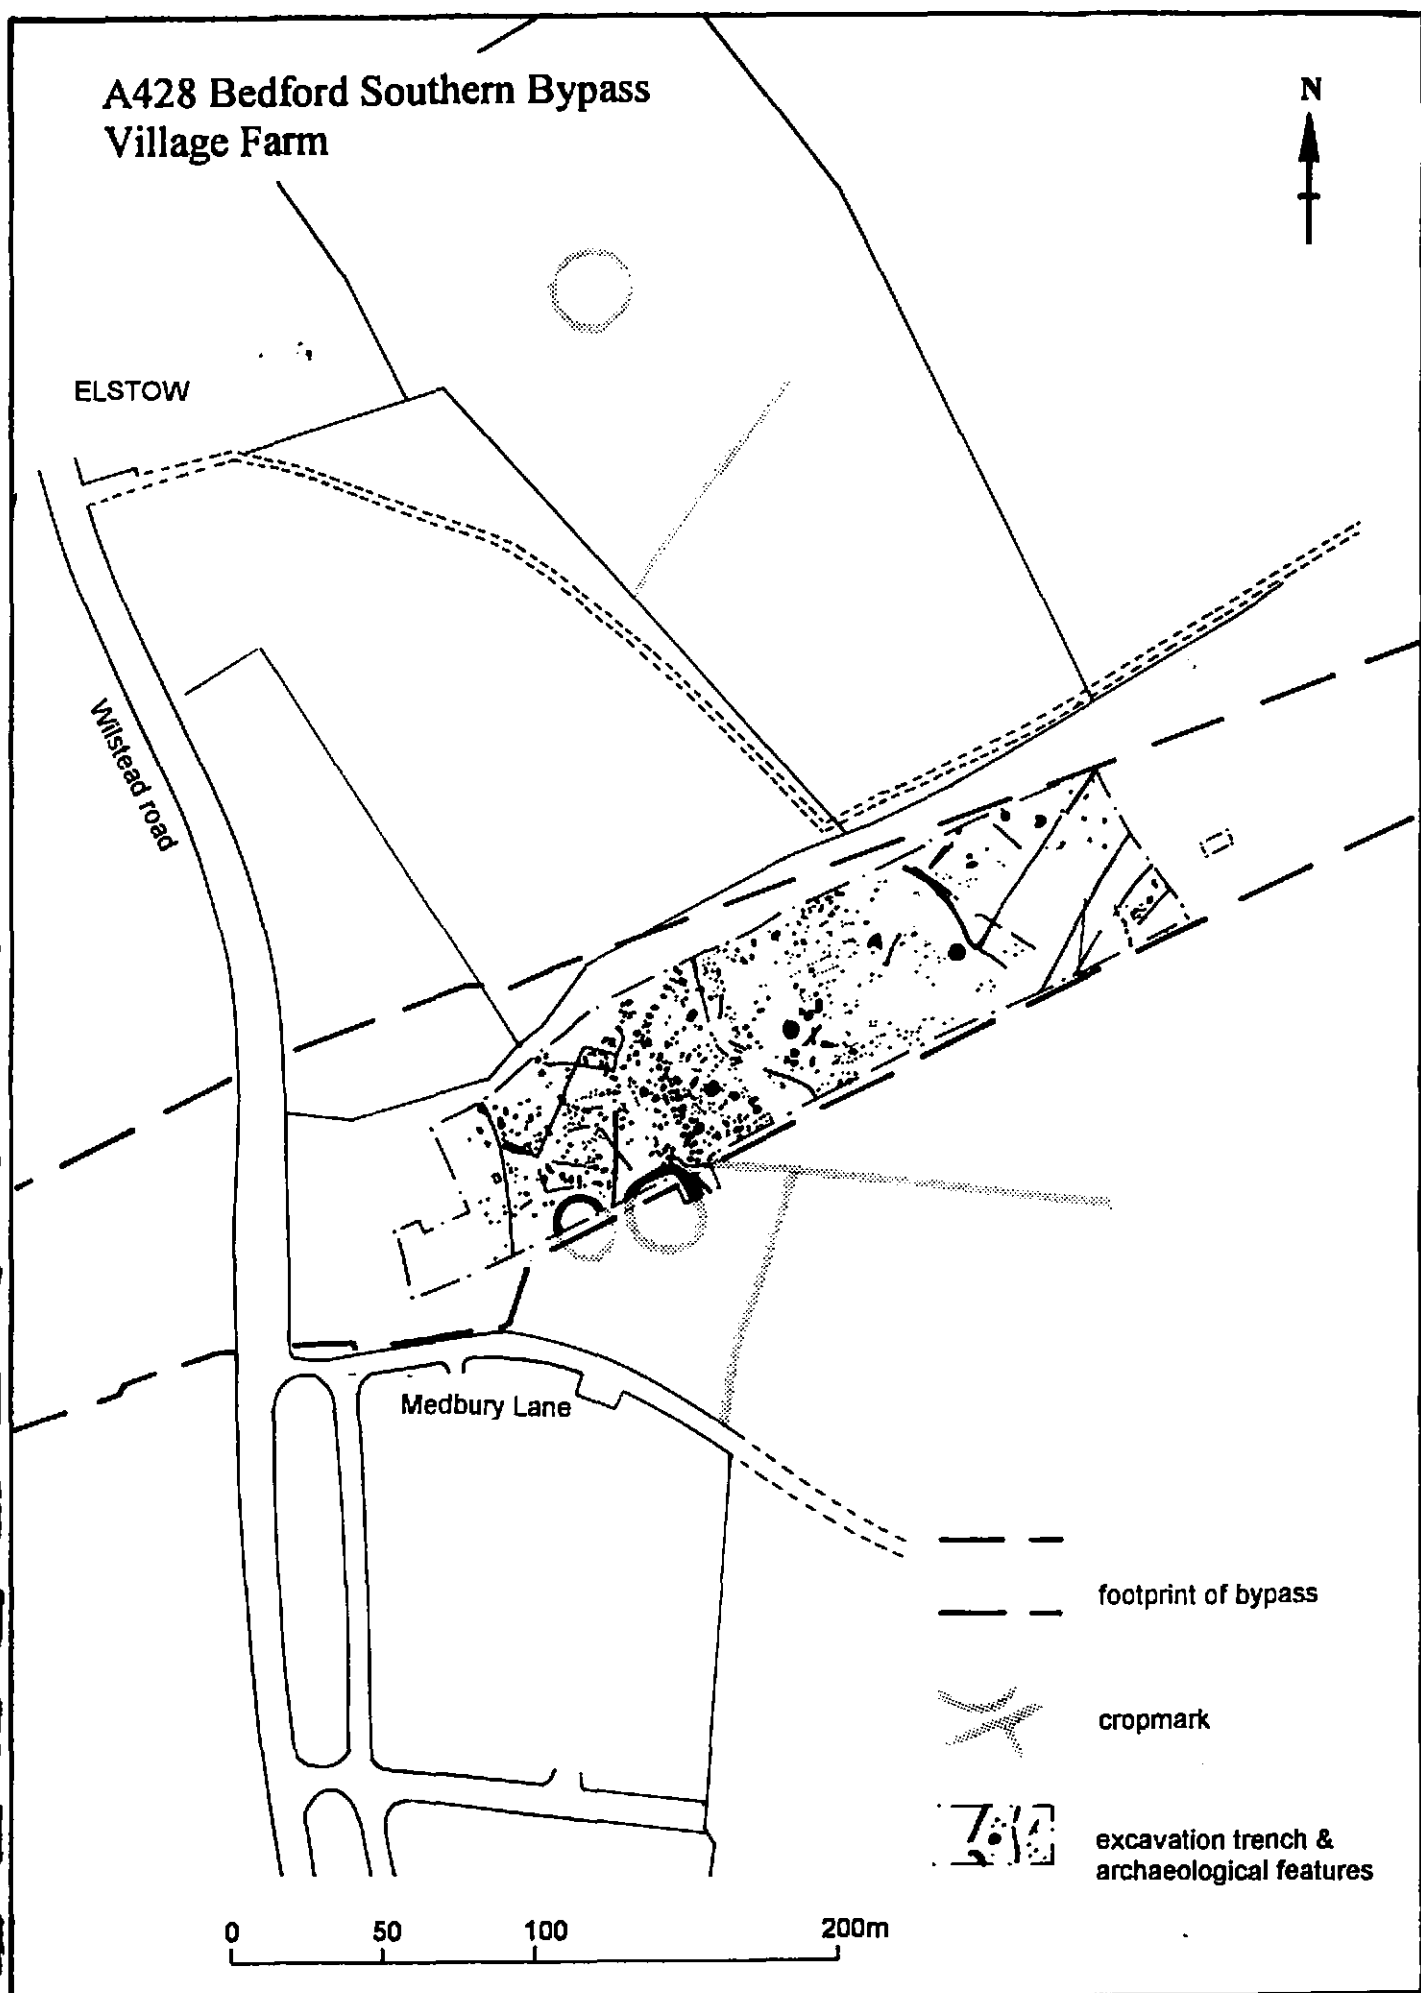 A428 Bedford Southern Bypass
Village Farm
N
ELSTOW
Wilstead road
Medbury Lane
footprint of bypass
cropmark
excavation trench &
archaeological features
0 50 100 200m